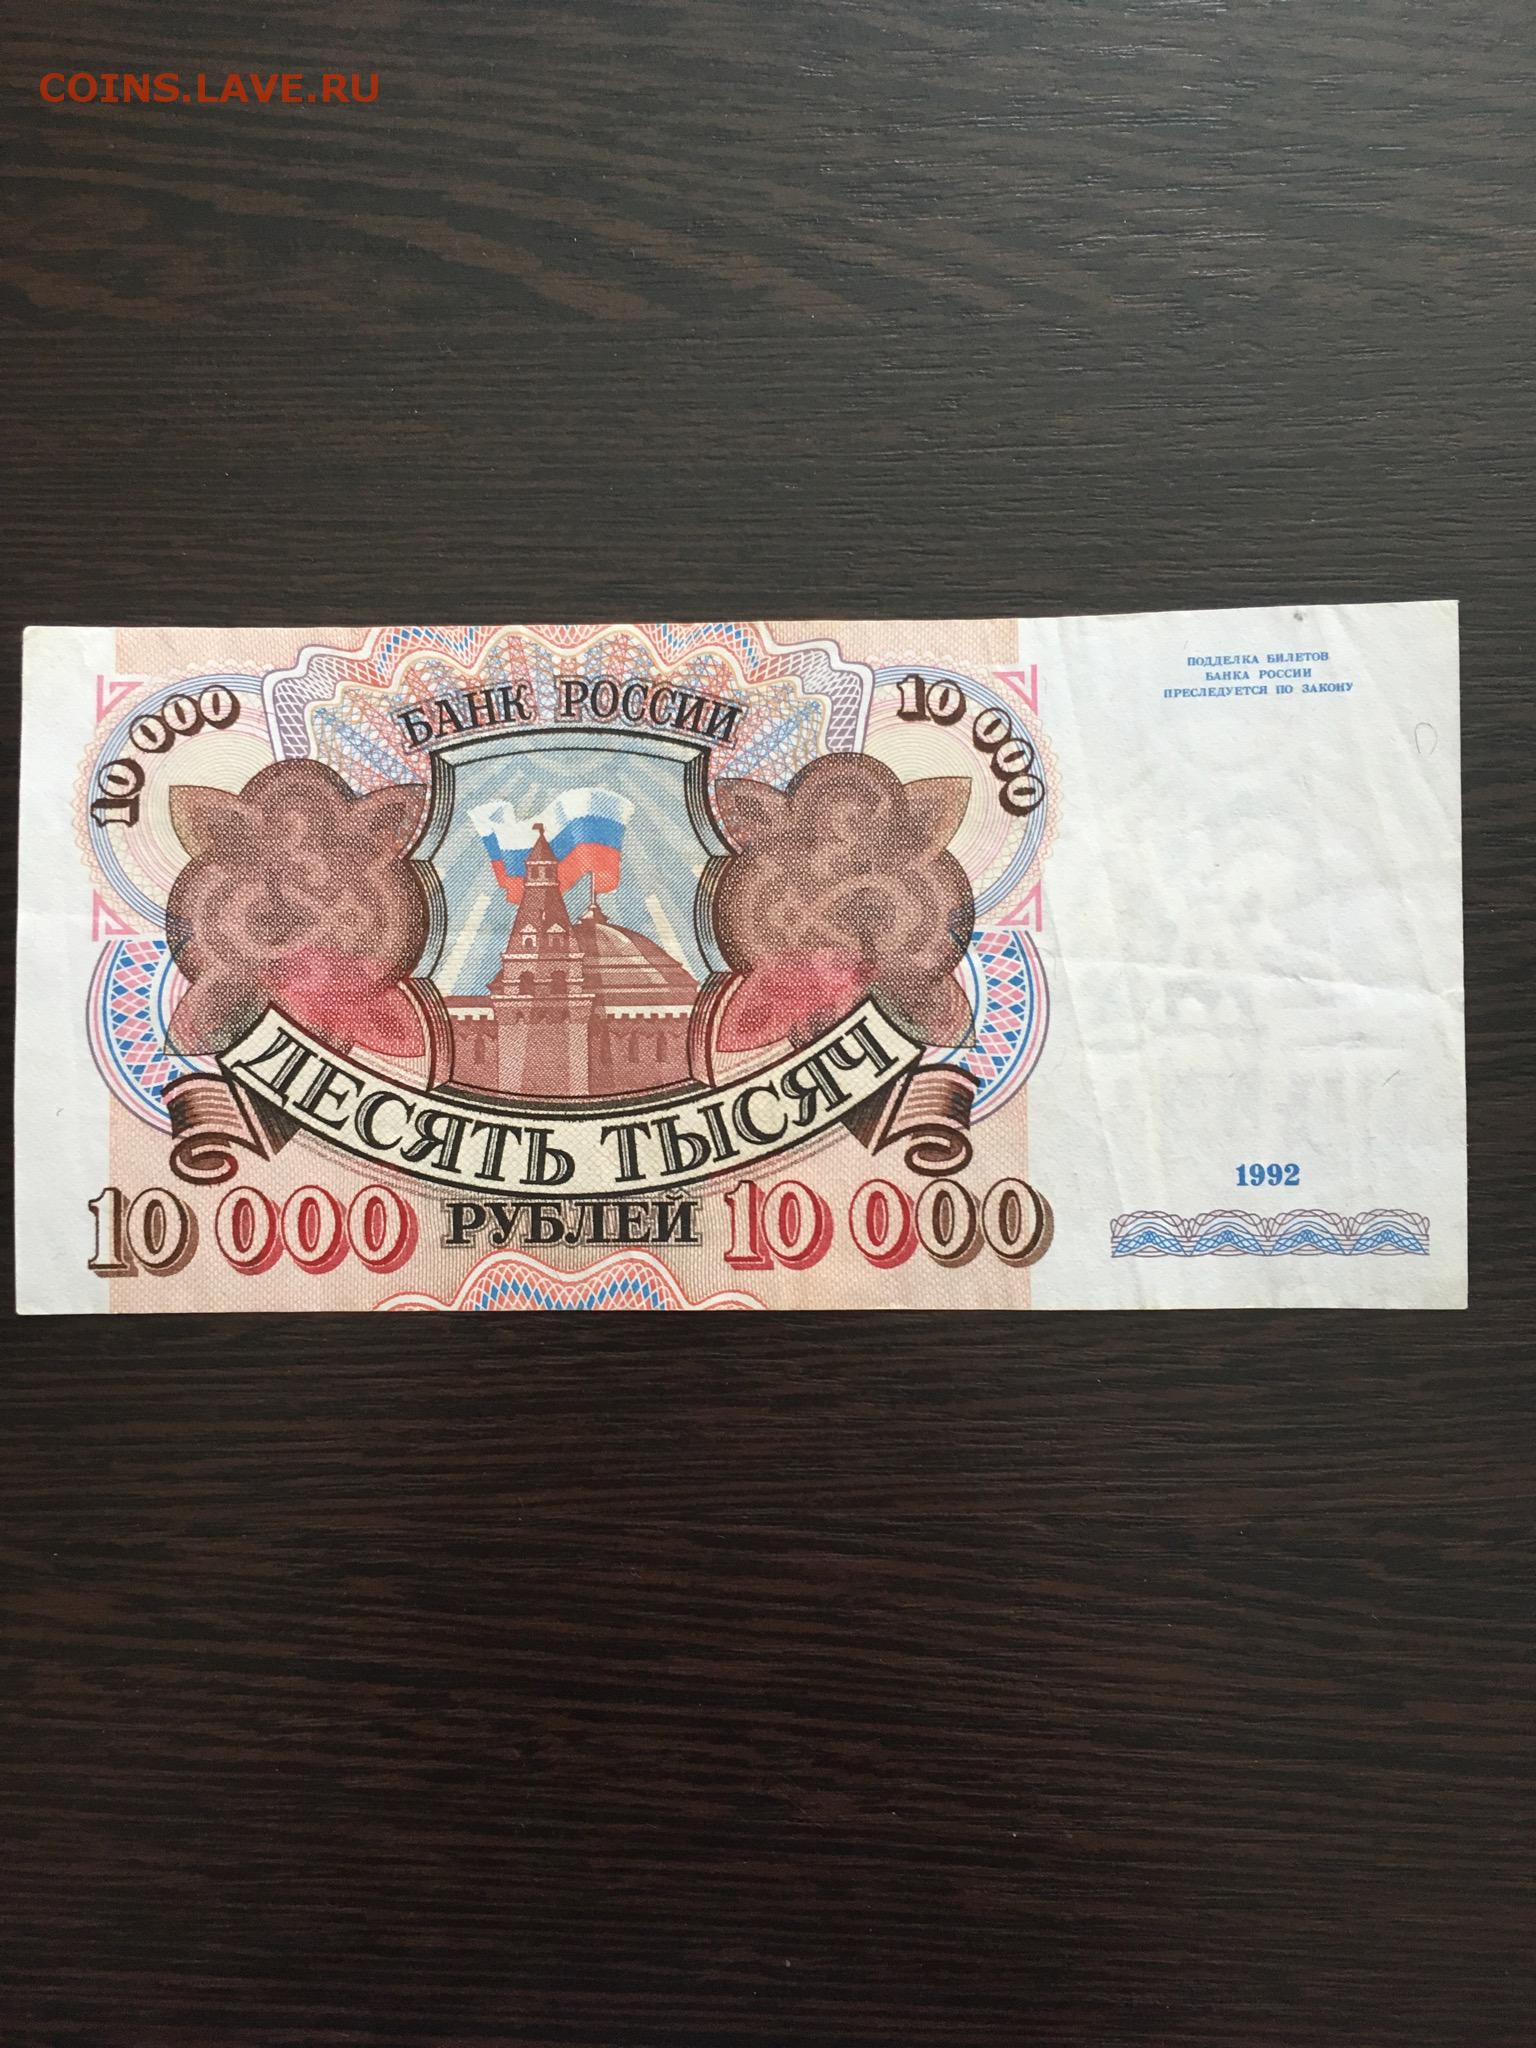 COINS.LAVE.RU
БАНК РОССИИ
10 000
10 000
ДЕСЯТЬ ТЫСЯЧ
10 000 РУБЛЕЙ 10 000
ПОДДЕЛКА БИЛЕТОВ
БАНКА РОССИИ
ПРЕСЛЕДУЕТСЯ ПО ЗАКОНУ
1992